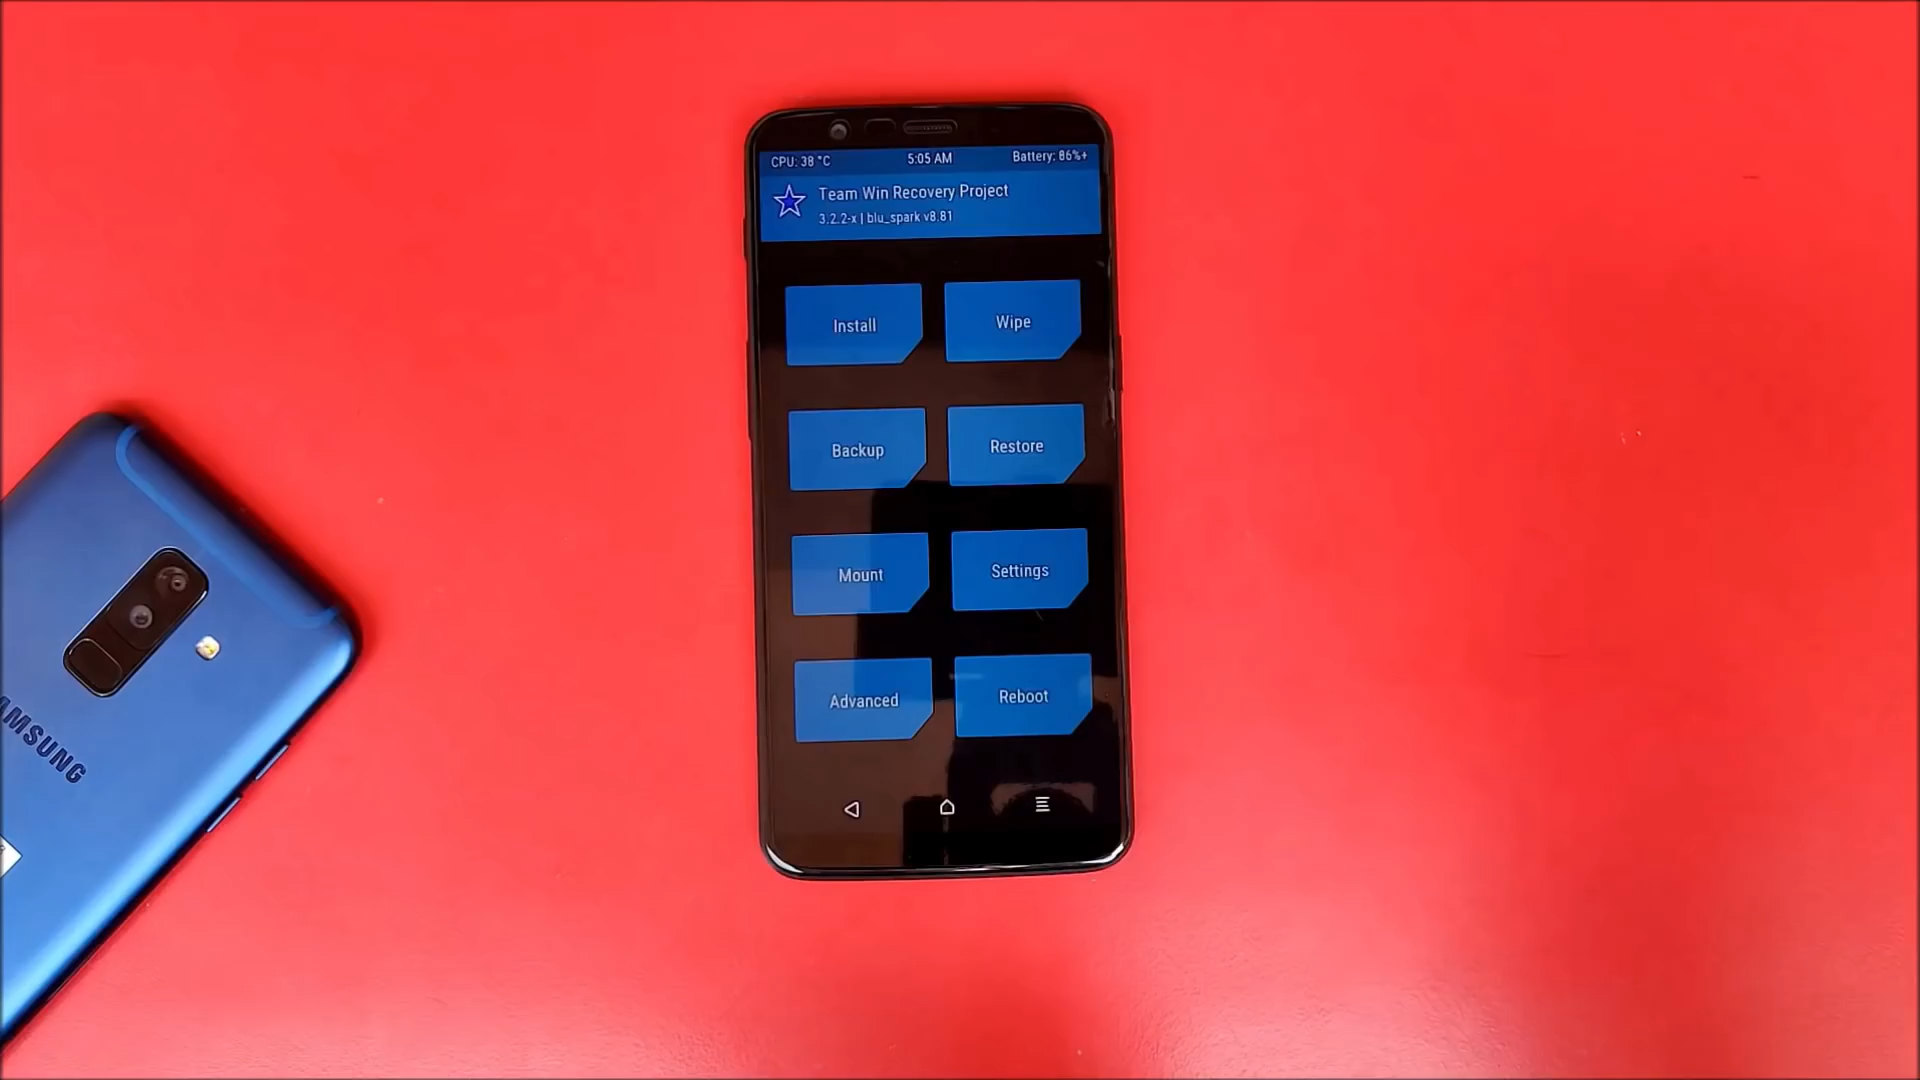 CPU: 38 °C 5:05 AM Battery: 86%+
Team Win Recovery Project
3.2.2-x | blu_spark v8.81
Install Wipe
Backup Restore
Mount Settings
Advanced Reboot
AMSUNG